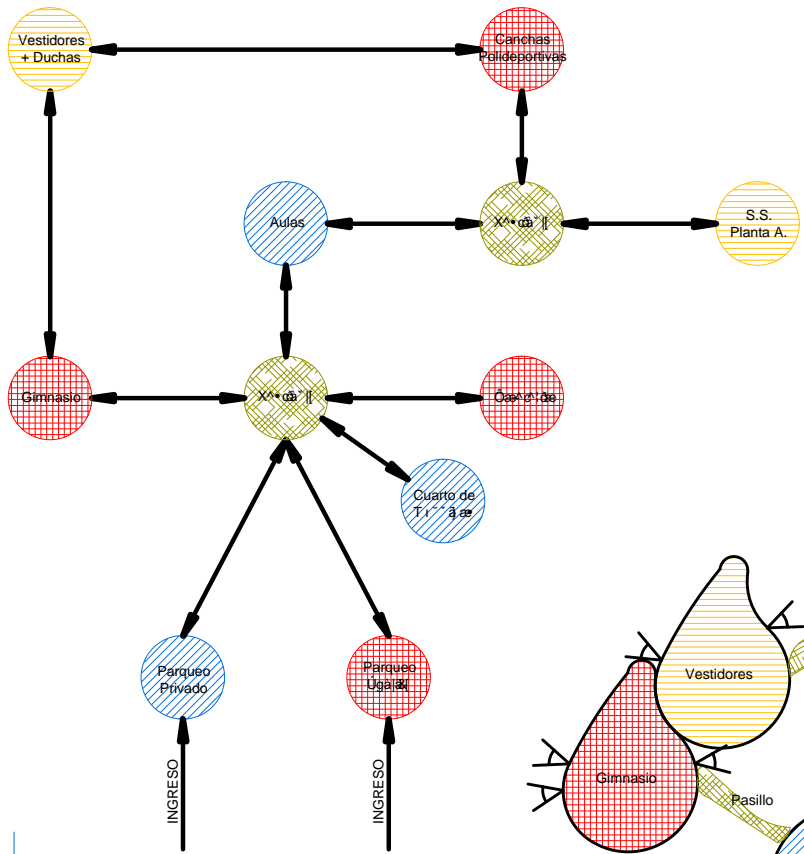 Vestidores
+ Duchas
Canchas
Polideportivas
Aulas
S.S.
Planta A.
Gimnasio
Cuarto de
Parqueo
Privado
Parqueo
INGRESO
INGRESO
Vestidores
Gimnasio
Pasillo